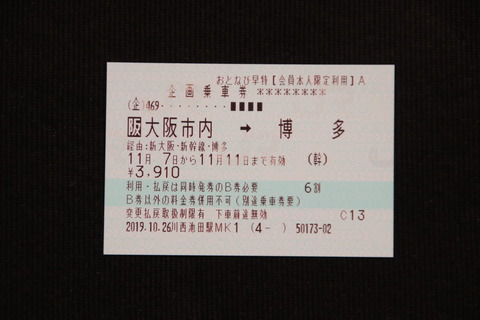 おとなび早特【会員本人限定利用】A
企画乗車券 ********
(企)469・・・・・・・・■■■■
阪大阪市内 → 博多
経由:新大阪・新幹線・博多
11月 7日から11月11日まで有効 (幹)
¥3,910
利用・払戻は同時発券のB券必要 6割
B券以外の料金券併用不可(別途乗車券要)
変更払戻取扱制限有 下車前途無効 C13
2019.10.26川西池田駅MK1 (4- ) 50173-02